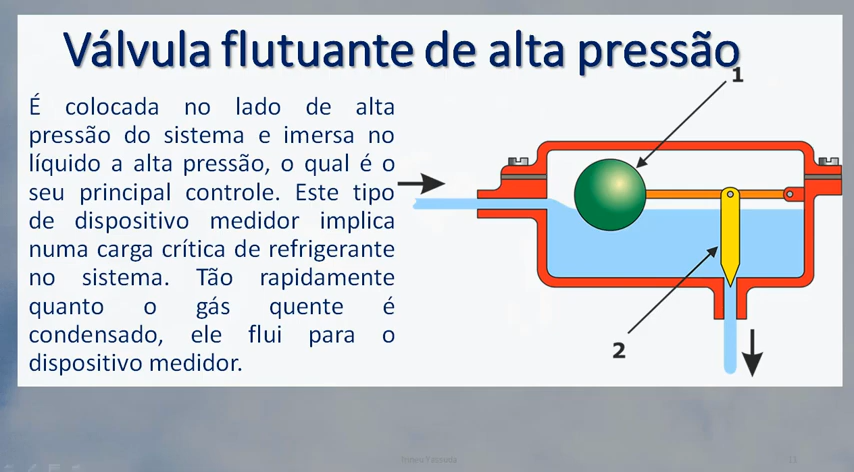 Válvula flutuante de alta pressão
1
É colocada no lado de alta
pressão do sistema e imersa no
líquido a alta pressão, o qual é o
seu principal controle. Este tipo
de dispositivo medidor implica
numa carga crítica de refrigerante
no sistema. Tão rapidamente
quanto o gás quente é
condensado, ele flui para o
dispositivo medidor.
2
11